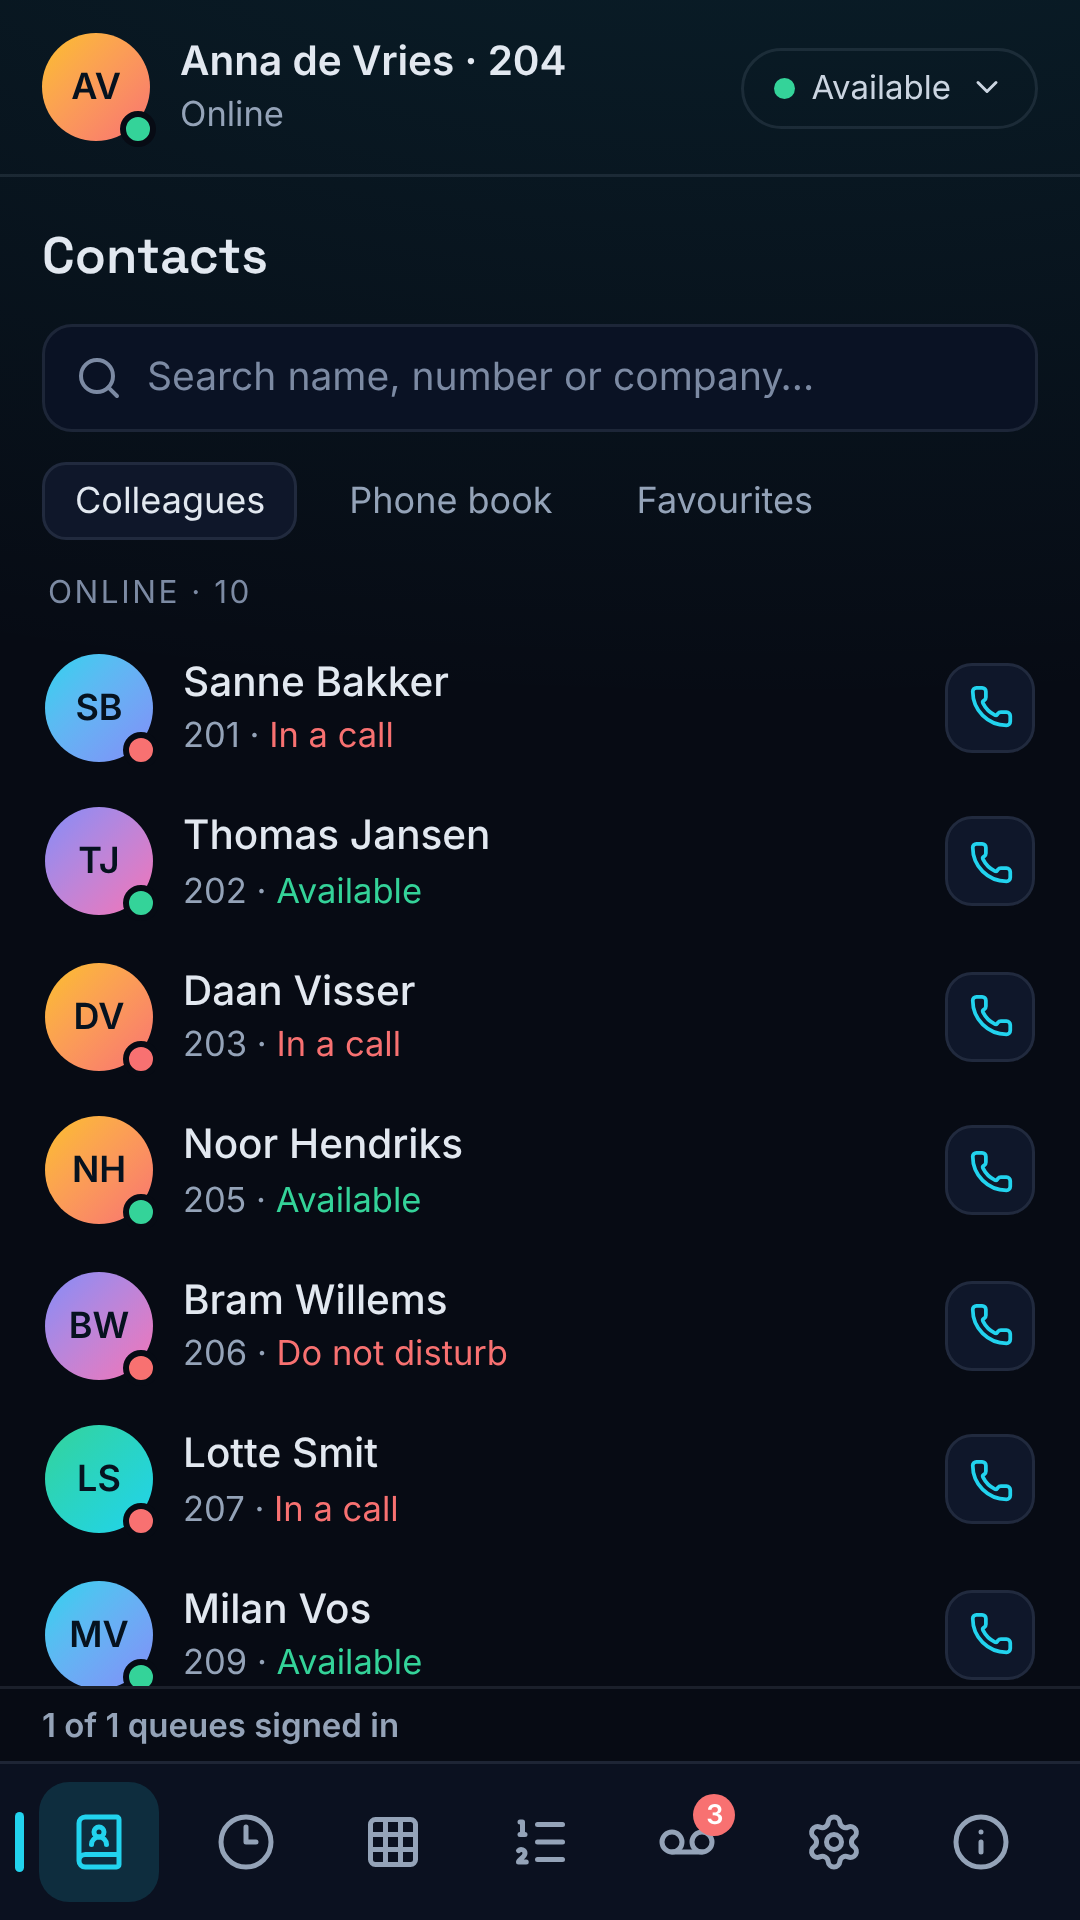 AV
Anna de Vries · 204
Online
Available
Contacts
Search name, number or company...
Colleagues
Phone book
Favourites
ONLINE · 10
SB
Sanne Bakker
201 · In a call
TJ
Thomas Jansen
202 · Available
DV
Daan Visser
203 · In a call
NH
Noor Hendriks
205 · Available
BW
Bram Willems
206 · Do not disturb
LS
Lotte Smit
207 · In a call
MV
Milan Vos
209 · Available
1 of 1 queues signed in
1
2
3